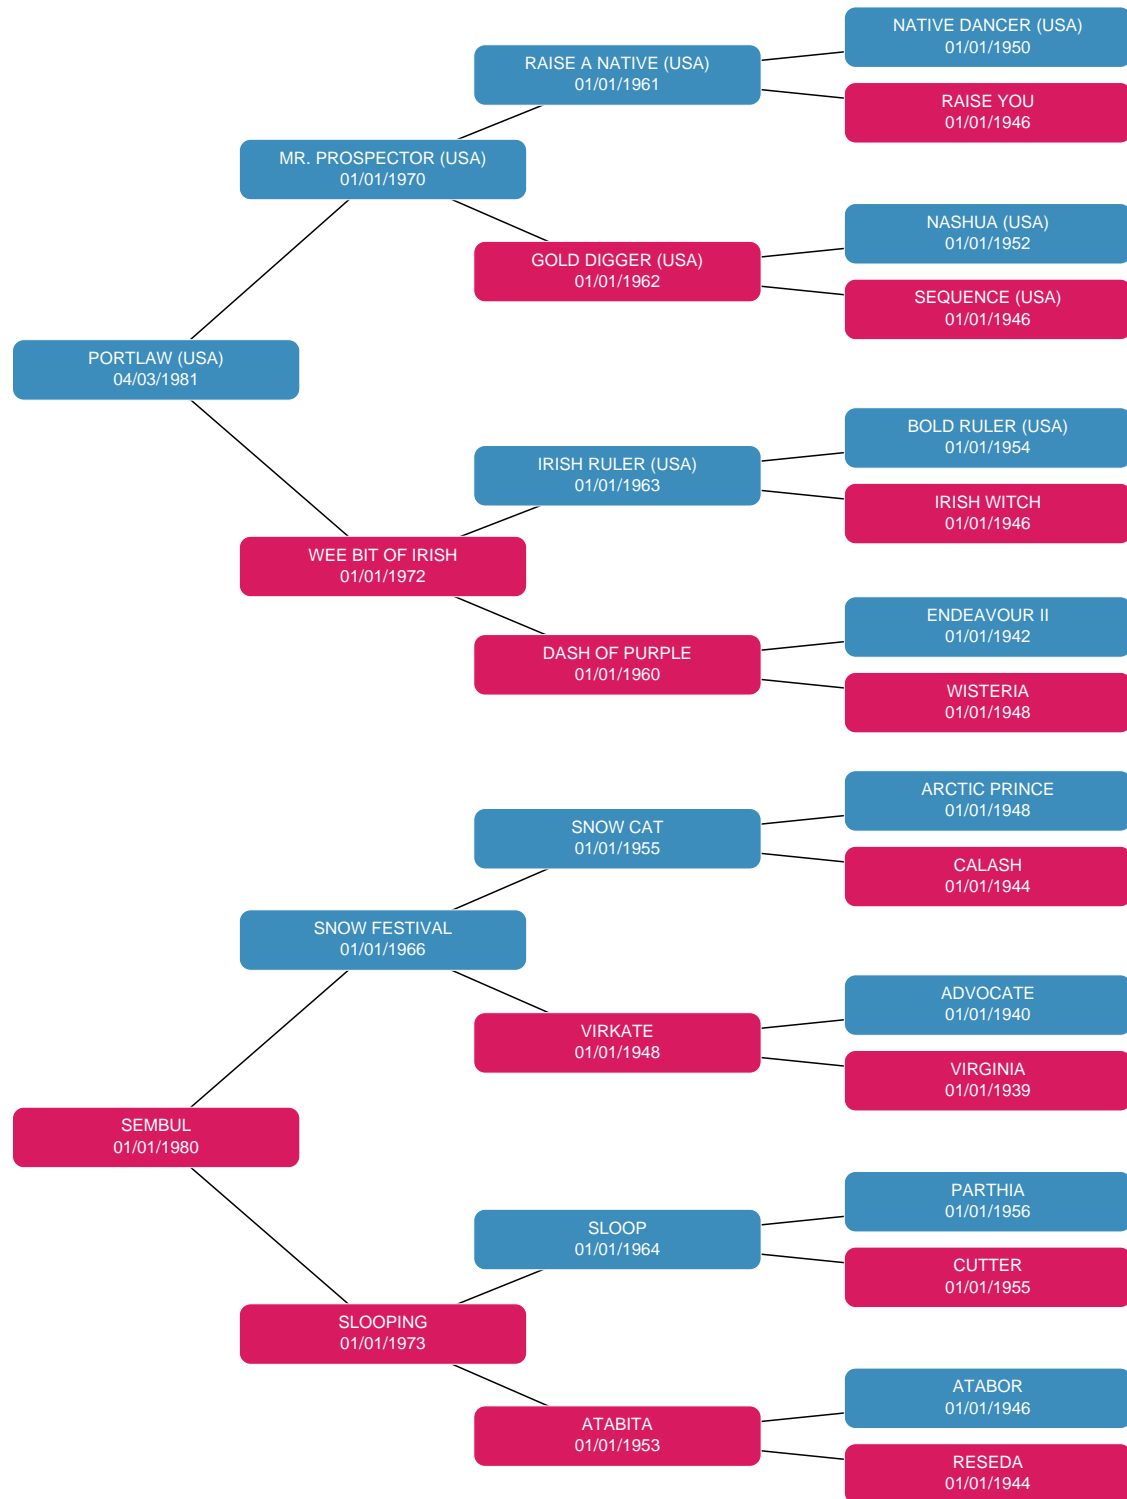 NATIVE DANCER (USA)
01/01/1950
RAISE A NATIVE (USA)
01/01/1961
RAISE YOU
01/01/1946
MR. PROSPECTOR (USA)
01/01/1970
NASHUA (USA)
01/01/1952
GOLD DIGGER (USA)
01/01/1962
SEQUENCE (USA)
01/01/1946
PORTLAW (USA)
04/03/1981
BOLD RULER (USA)
01/01/1954
IRISH RULER (USA)
01/01/1963
IRISH WITCH
01/01/1946
WEE BIT OF IRISH
01/01/1972
ENDEAVOUR II
01/01/1942
DASH OF PURPLE
01/01/1960
WISTERIA
01/01/1948
ARCTIC PRINCE
01/01/1948
SNOW CAT
01/01/1955
CALASH
01/01/1944
SNOW FESTIVAL
01/01/1966
ADVOCATE
01/01/1940
VIRKATE
01/01/1948
VIRGINIA
01/01/1939
SEMBUL
01/01/1980
PARTHIA
01/01/1956
SLOOP
01/01/1964
CUTTER
01/01/1955
SLOOPING
01/01/1973
ATABOR
01/01/1946
ATABITA
01/01/1953
RESEDA
01/01/1944